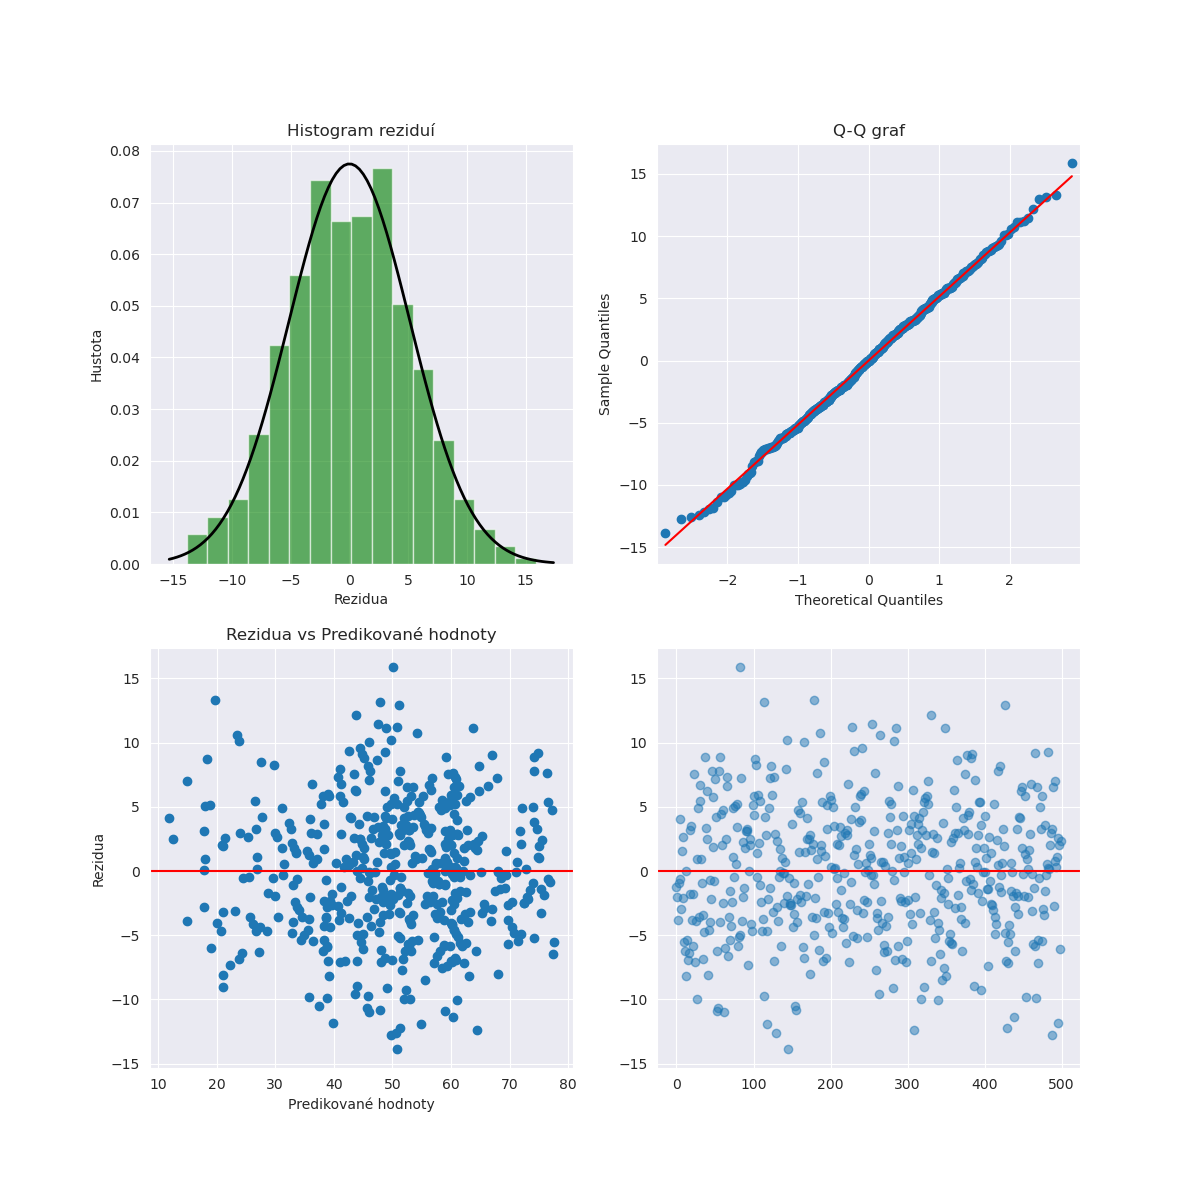 Histogram reziduí
0.08
0.07
0.06
0.05
0.04
0.03
0.02
0.01
0.00
Hustota
−15 −10 −5 0 5 10 15
Rezidua
Q-Q graf
15
10
5
0
−5
−10
−15
Sample Quantiles
−2 −1 0 1 2
Theoretical Quantiles
Rezidua vs Predikované hodnoty
15
10
5
0
−5
−10
−15
Rezidua
10 20 30 40 50 60 70 80
Predikované hodnoty
15
10
5
0
−5
−10
−15
0 100 200 300 400 500